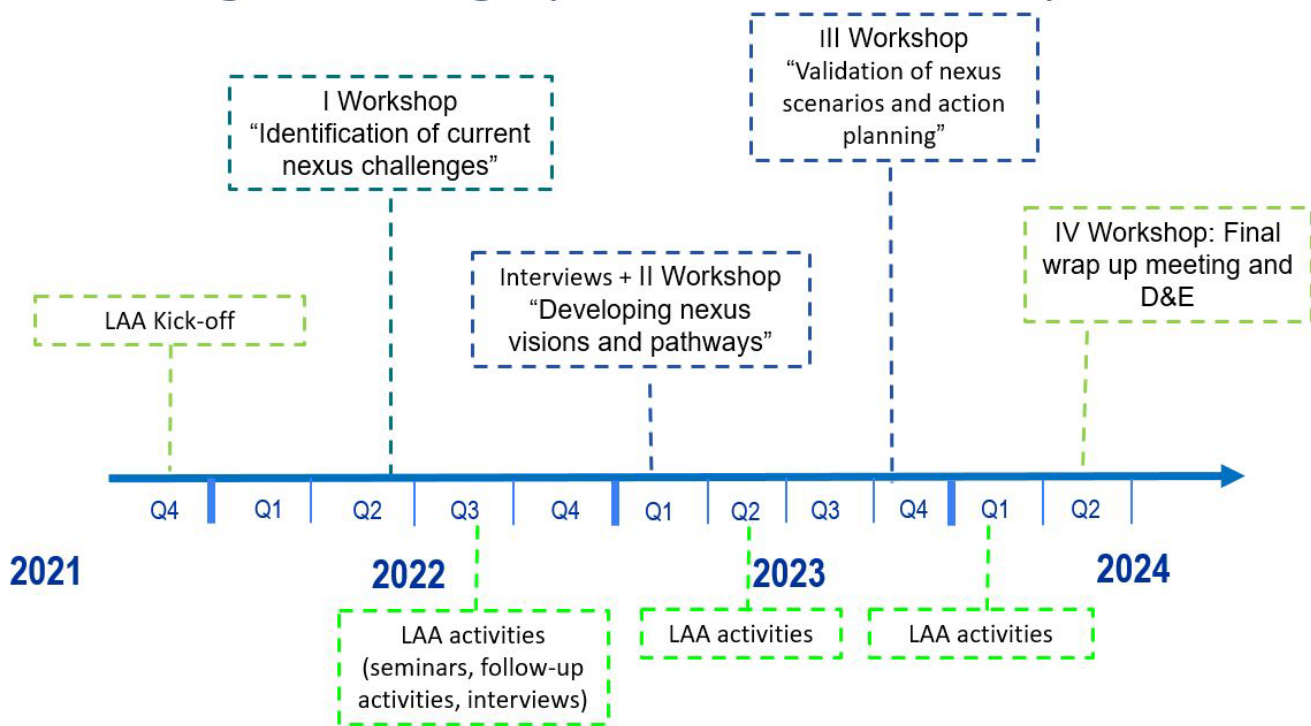 III Workshop
“Validation of nexus
scenarios and action
planning”
I Workshop
“Identification of current
nexus challenges”
IV Workshop: Final
wrap up meeting and
D&E
Interviews + II Workshop
“Developing nexus
visions and pathways”
LAA Kick-off
Q4 Q1 Q2 Q3 Q4 Q1 Q2 Q3 Q4 Q1 Q2
2021 2022 2023 2024
LAA activities
(seminars, follow-up
activities, interviews)
LAA activities
LAA activities